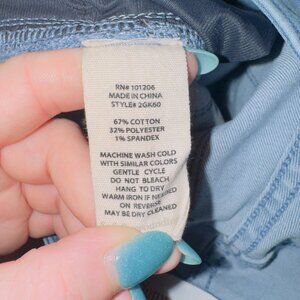 RN# 101208
MADE IN CHINA
STYLE# 2GK60
67% COTTON
32% POLYESTER
1% SPANDEX
MACHINE WASH COLD
WITH SIMILAR COLORS
GENTLE CYCLE
DO NOT BLEACH
HANG TO DRY
WARM IRON IF NEEDED
ON REVERSE
MAY BE DRY CLEANED